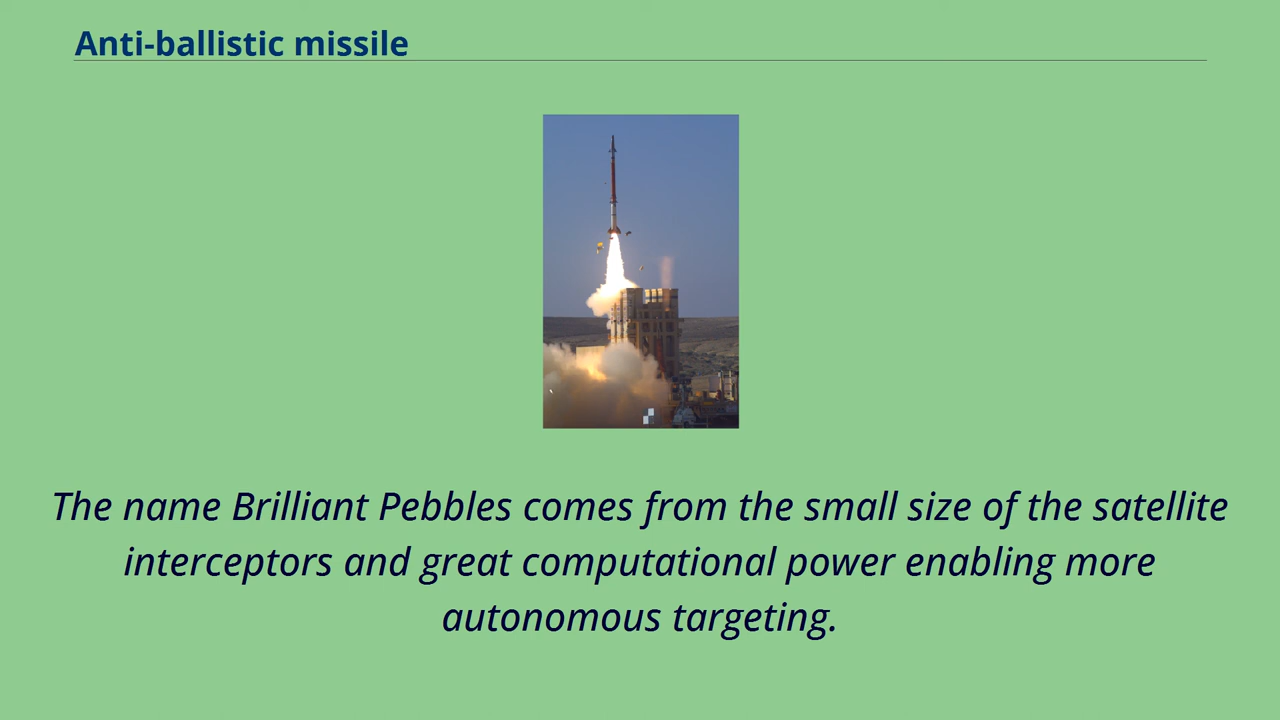 Anti-ballistic missile
The name Brilliant Pebbles comes from the small size of the satellite
interceptors and great computational power enabling more
autonomous targeting.